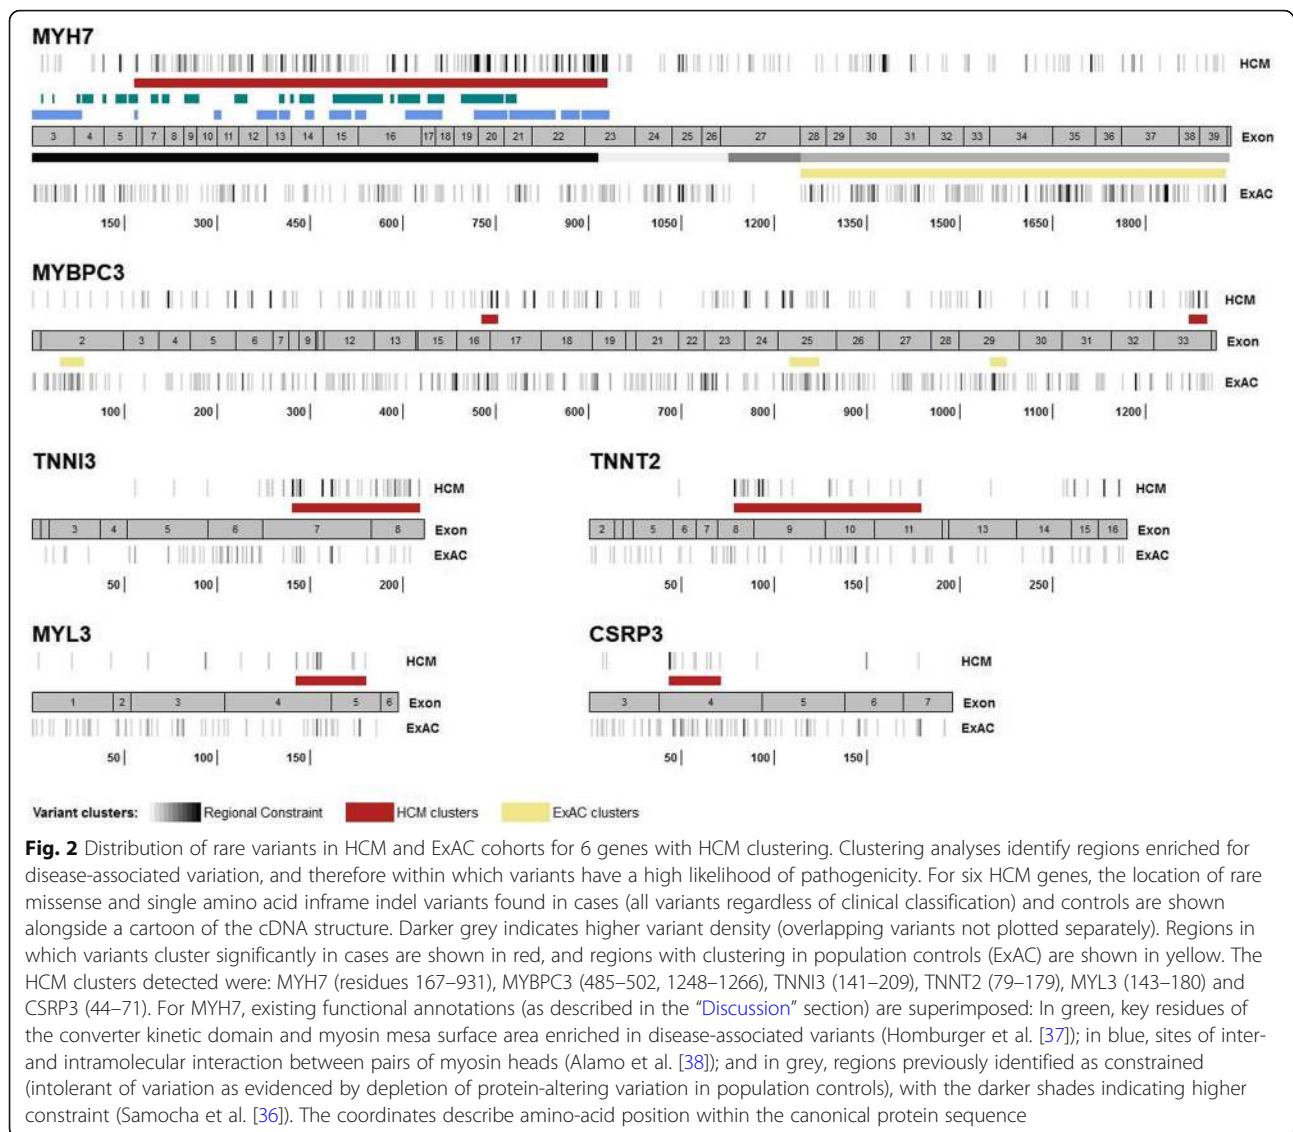 MYH7
HCM
3 4 5 7 8 9 10 11 12 13 14 15 16 17 18 19 20 21 22 23 24 25 26 27 28 29 30 31 32 33 34 35 36 37 38 39 Exon
ExAC
150 300 450 600 750 900 1050 1200 1350 1500 1650 1800
MYBPC3
HCM
2 3 4 5 6 7 9 12 13 15 16 17 18 19 21 22 23 24 25 26 27 28 29 30 31 32 33 Exon
ExAC
100 200 300 400 500 600 700 800 900 1000 1100 1200
TNNI3
HCM
3 4 5 6 7 8 Exon
ExAC
50 100 150 200
TNNT2
HCM
2 5 6 7 8 9 10 11 13 14 15 16 Exon
ExAC
50 100 150 200 250
MYL3
HCM
1 2 3 4 5 6 Exon
ExAC
50 100 150
CSRP3
HCM
3 4 5 6 7 Exon
ExAC
50 100 150
Variant clusters: Regional Constraint HCM clusters ExAC clusters
Fig. 2 Distribution of rare variants in HCM and ExAC cohorts for 6 genes with HCM clustering. Clustering analyses identify regions enriched for
disease-associated variation, and therefore within which variants have a high likelihood of pathogenicity. For six HCM genes, the location of rare
missense and single amino acid inframe indel variants found in cases (all variants regardless of clinical classification) and controls are shown
alongside a cartoon of the cDNA structure. Darker grey indicates higher variant density (overlapping variants not plotted separately). Regions in
which variants cluster significantly in cases are shown in red, and regions with clustering in population controls (ExAC) are shown in yellow. The
HCM clusters detected were: MYH7 (residues 167–931), MYBPC3 (485–502, 1248–1266), TNNI3 (141–209), TNNT2 (79–179), MYL3 (143–180) and
CSRP3 (44–71). For MYH7, existing functional annotations (as described in the "Discussion" section) are superimposed: In green, key residues of
the converter kinetic domain and myosin mesa surface area enriched in disease-associated variants (Homburger et al. [37]); in blue, sites of inter-
and intramolecular interaction between pairs of myosin heads (Alamo et al. [38]); and in grey, regions previously identified as constrained
(intolerant of variation as evidenced by depletion of protein-altering variation in population controls), with the darker shades indicating higher
constraint (Samocha et al. [36]). The coordinates describe amino-acid position within the canonical protein sequence